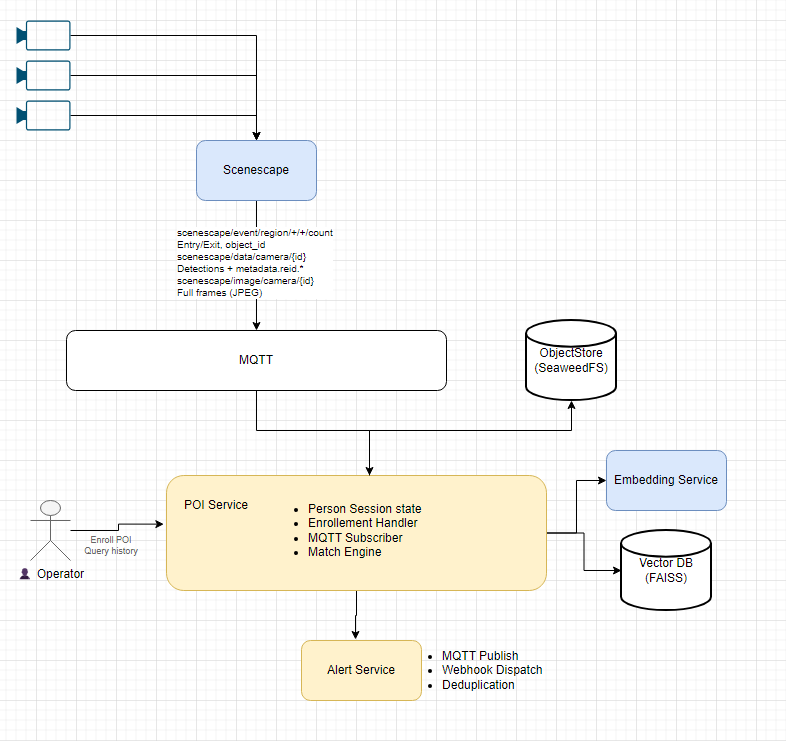 Scenescape
scenescape/event/region/+/+/count
Entry/Exit, object_id
scenescape/data/camera/{id}
Detections + metadata.reid.*
scenescape/image/camera/{id}
Full frames (JPEG)
MQTT
ObjectStore
(SeaweedFS)
Embedding Service
POI Service
• Person Session state
• Enrollement Handler
• MQTT Subscriber
• Match Engine
Enroll POI
Query history
Operator
Vector DB
(FAISS)
Alert Service
• MQTT Publish
• Webhook Dispatch
• Deduplication